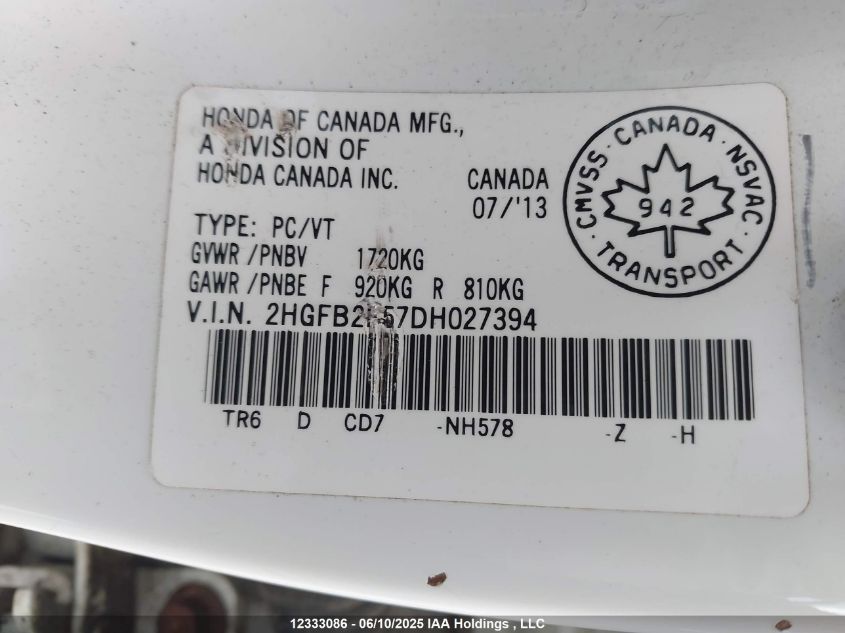 HONDA OF CANADA MFG.,
A DIVISION OF
HONDA CANADA INC.
CANADA
07/'13
TYPE: PC/VT
GVWR /PNBV 1720KG
GAWR /PNBE F 920KG R 810KG
V.I.N. 2HGFB2F57DH027394
TR6 D CD7 -NH578 -Z -H
· CMVSS · CANADA · NSVAC ·
942
TRANSPORT
12333086 - 06/10/2025 IAA Holdings , LLC